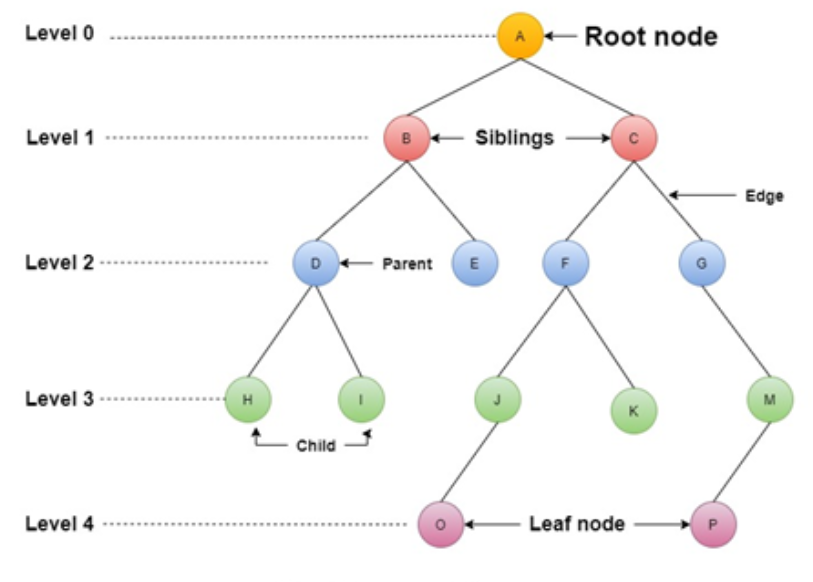 Level 0
A
Root node
Level 1
B
Siblings
C
Edge
Level 2
D
Parent
E
F
G
Level 3
H
I
J
K
M
Child
Level 4
O
Leaf node
P